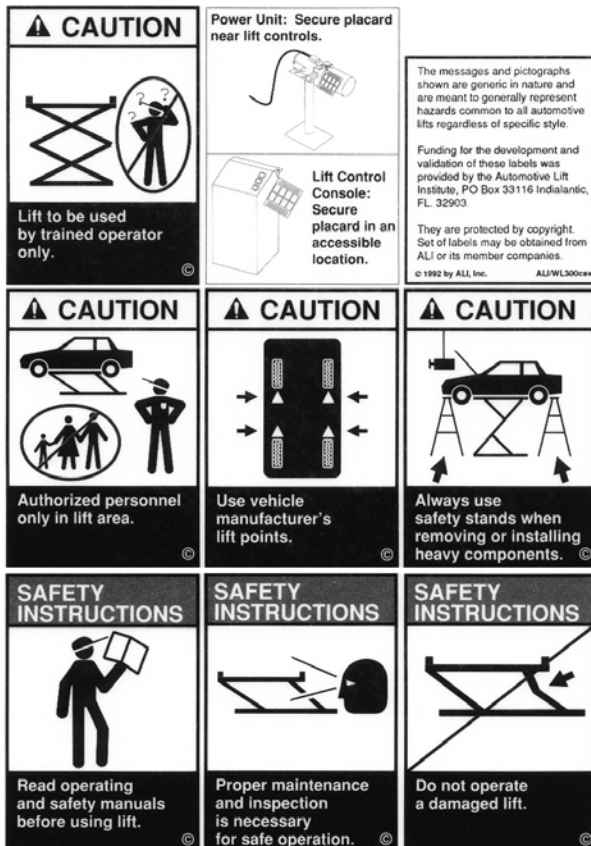 CAUTION
Lift to be used
by trained operator
only.
©
Power Unit: Secure placard
near lift controls.
Lift Control
Console:
Secure
placard in an
accessible
location.
The messages and pictographs
shown are generic in nature and
are meant to generally represent
hazards common to all automotive
lifts regardless of specific style.
Funding for the development and
validation of these labels was
provided by the Automotive Lift
Institute, PO Box 33116 Indialantic,
FL. 32903.
They are protected by copyright.
Set of labels may be obtained from
ALI or its member companies.
© 1992 by ALI, Inc. ALI/WL300csw
CAUTION
Authorized personnel
only in lift area.
©
CAUTION
Use vehicle
manufacturer's
lift points.
©
CAUTION
Always use
safety stands when
removing or installing
heavy components.
©
SAFETY
INSTRUCTIONS
Read operating
and safety manuals
before using lift.
©
SAFETY
INSTRUCTIONS
Proper maintenance
and inspection
is necessary
for safe operation.
©
SAFETY
INSTRUCTIONS
Do not operate
a damaged lift.
©